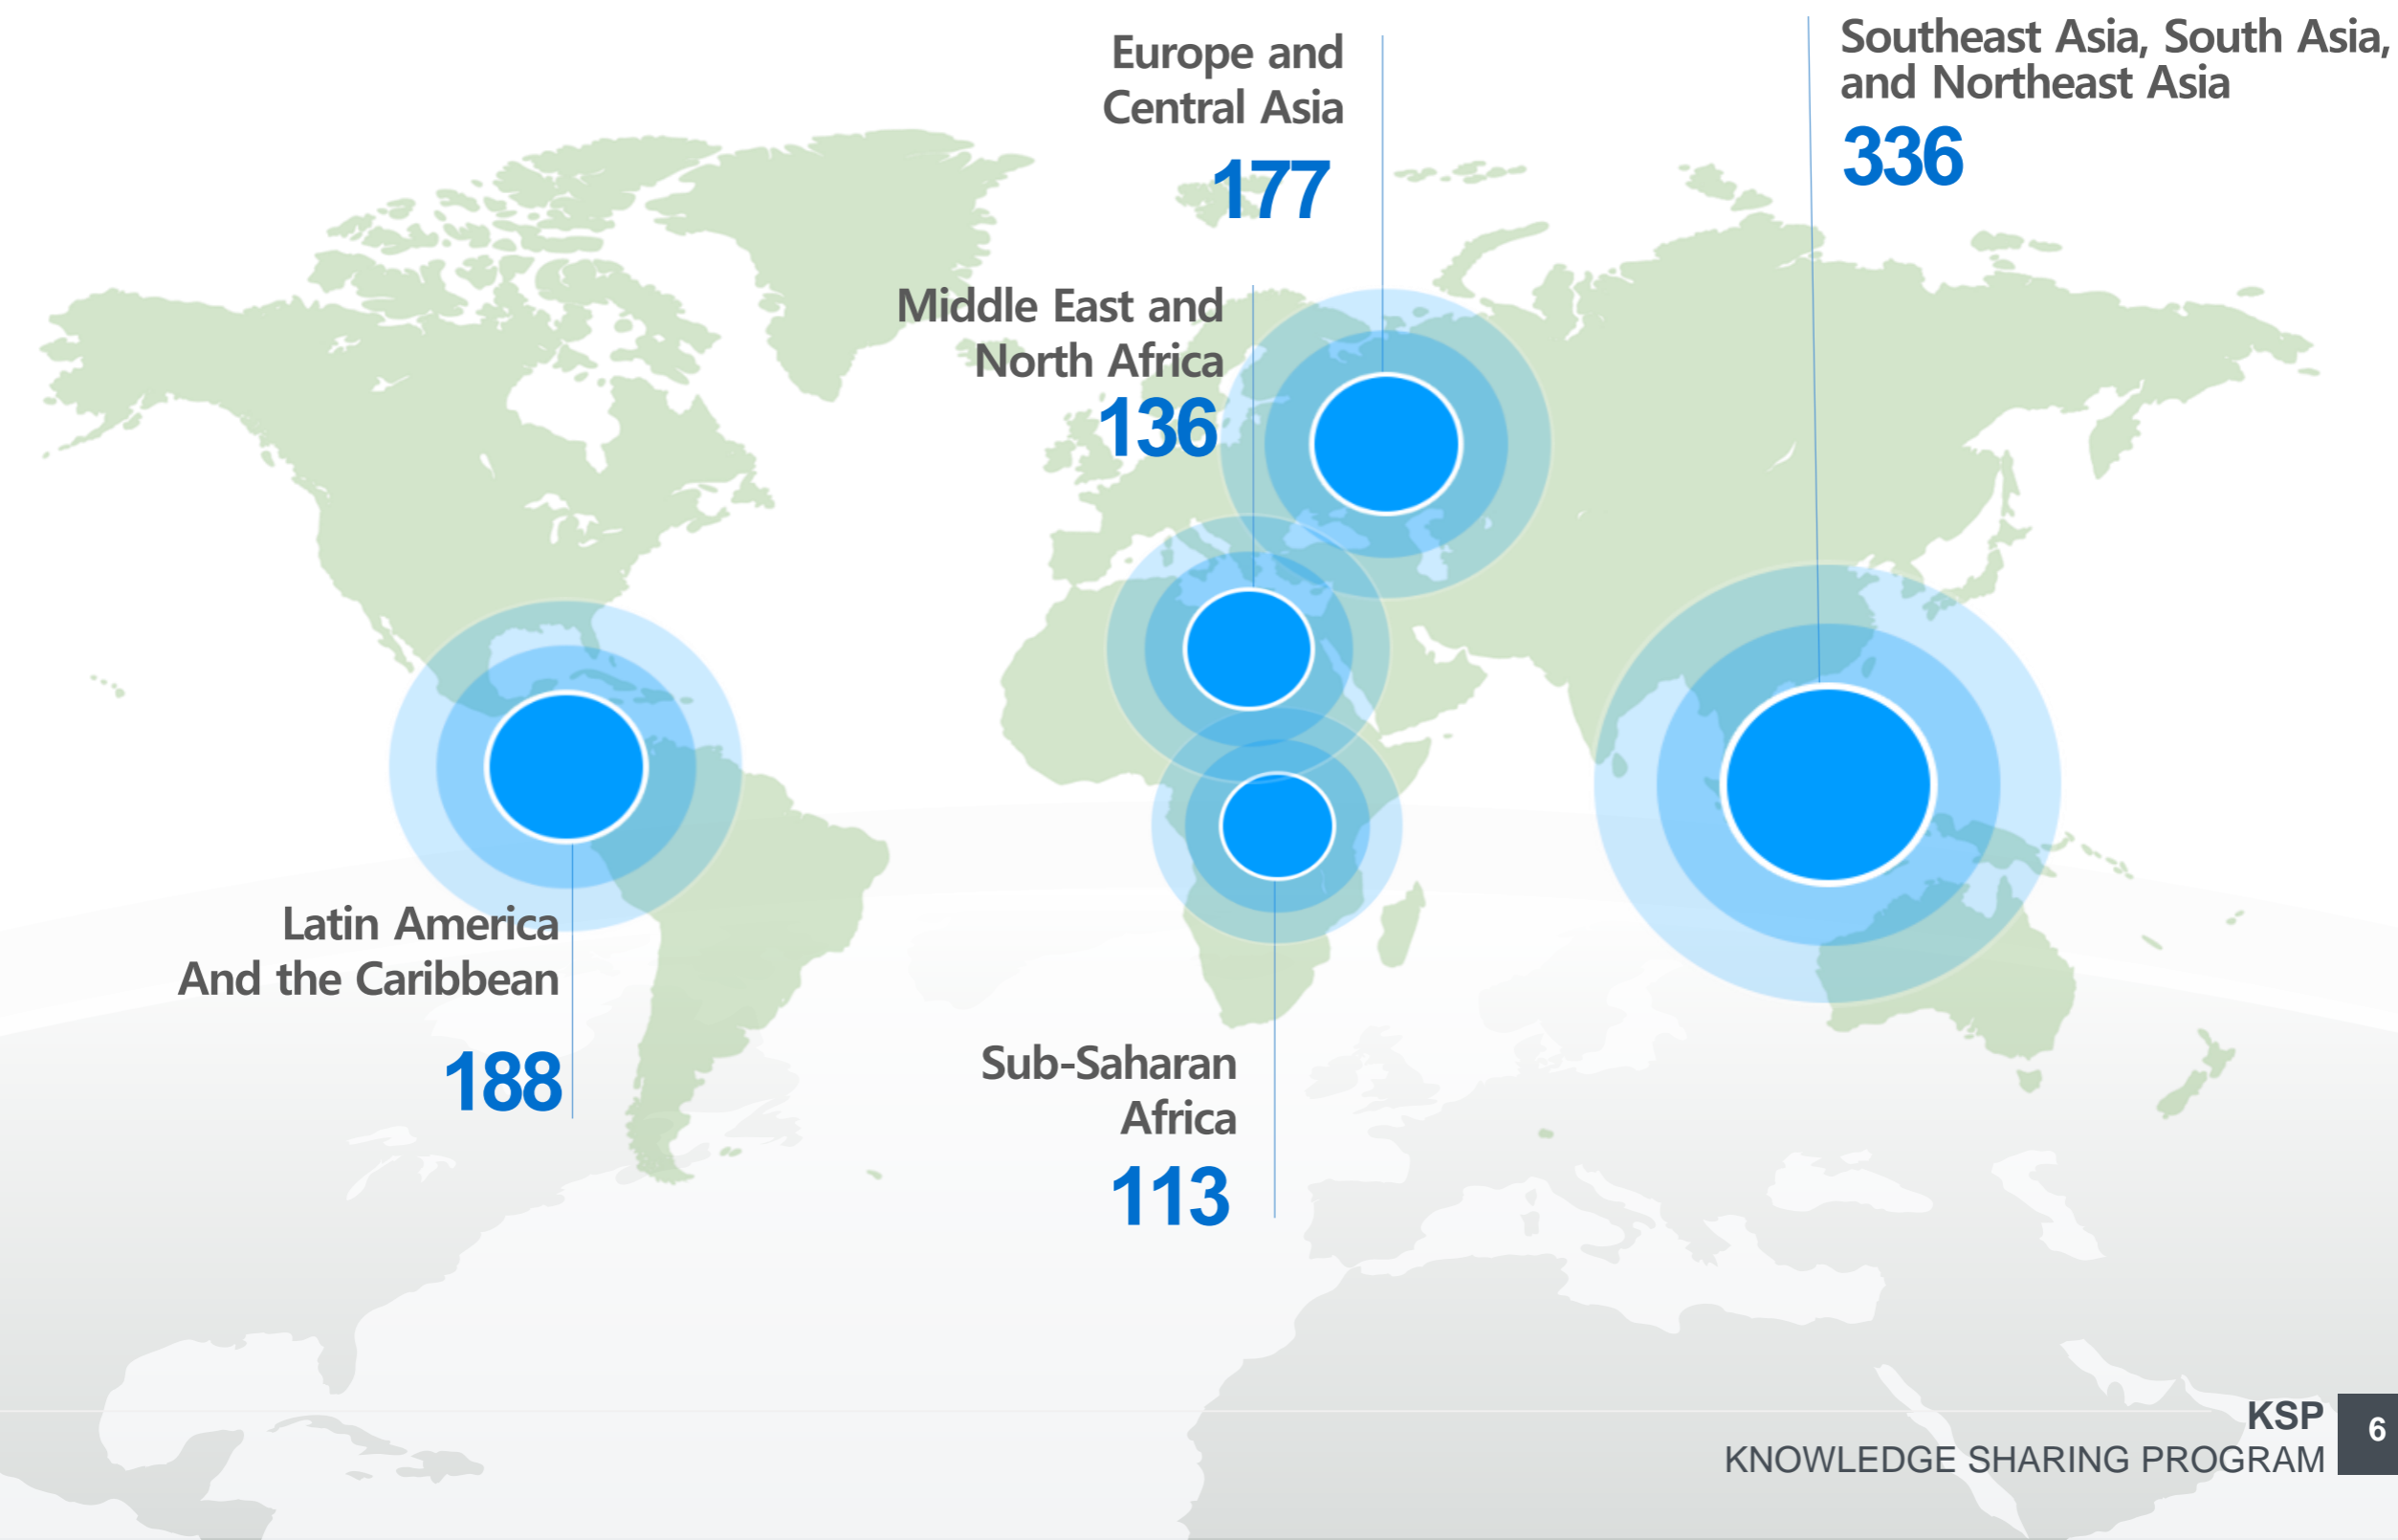 Europe and
Central Asia
177
Southeast Asia, South Asia,
and Northeast Asia
336
Middle East and
North Africa
136
Latin America
And the Caribbean
188
Sub-Saharan
Africa
113
KSP
KNOWLEDGE SHARING PROGRAM
6